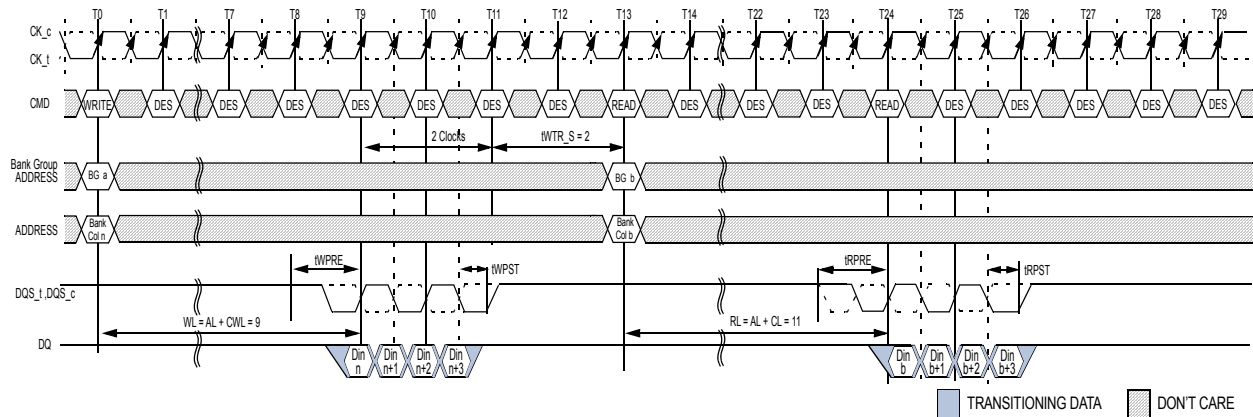 T0 T1 T7 T8 T9 T10 T11 T12 T13 T14 T22 T23 T24 T25 T26 T27 T28 T29
CK_c
CK_t
CMD WRITE DES DES DES DES DES DES DES READ DES DES DES READ DES DES DES DES DES
2 Clocks tWTR_S = 2
Bank Group
ADDRESS BG a BG b
ADDRESS Bank
Col n Bank
Col b
tWPRE tWPST tRPRE tRPST
DQS_t ,DQS_c
WL = AL + CWL = 9 RL = AL + CL = 11
DQ Din
n Din
n+1 Din
n+2 Din
n+3 Din
b Din
b+1 Din
b+2 Din
b+3
TRANSITIONING DATA DON'T CARE